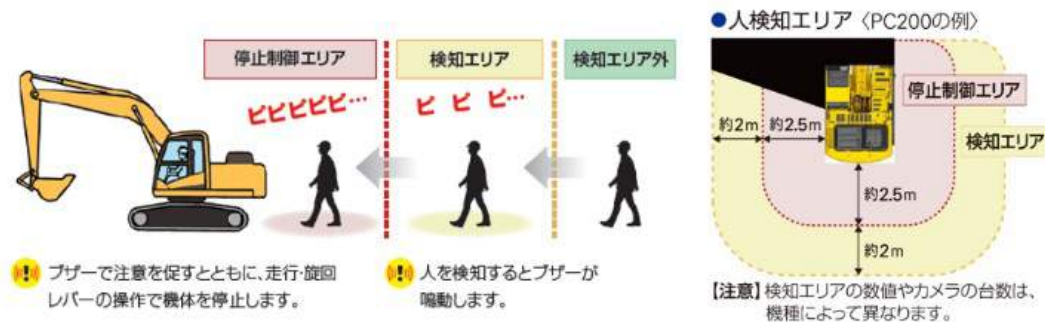 停止制御エリア
検知エリア
検知エリア外
ピピピピピ…
ピ ピ ピ…
ブザーで注意を促すとともに、走行・旋回
レバーの操作で機体を停止します。
人を検知するとブザーが
鳴動します。
●人検知エリア〈PC200の例〉
停止制御エリア
約2m
約2.5m
検知エリア
約2.5m
約2m
【注意】検知エリアの数値やカメラの台数は、
機種によって異なります。